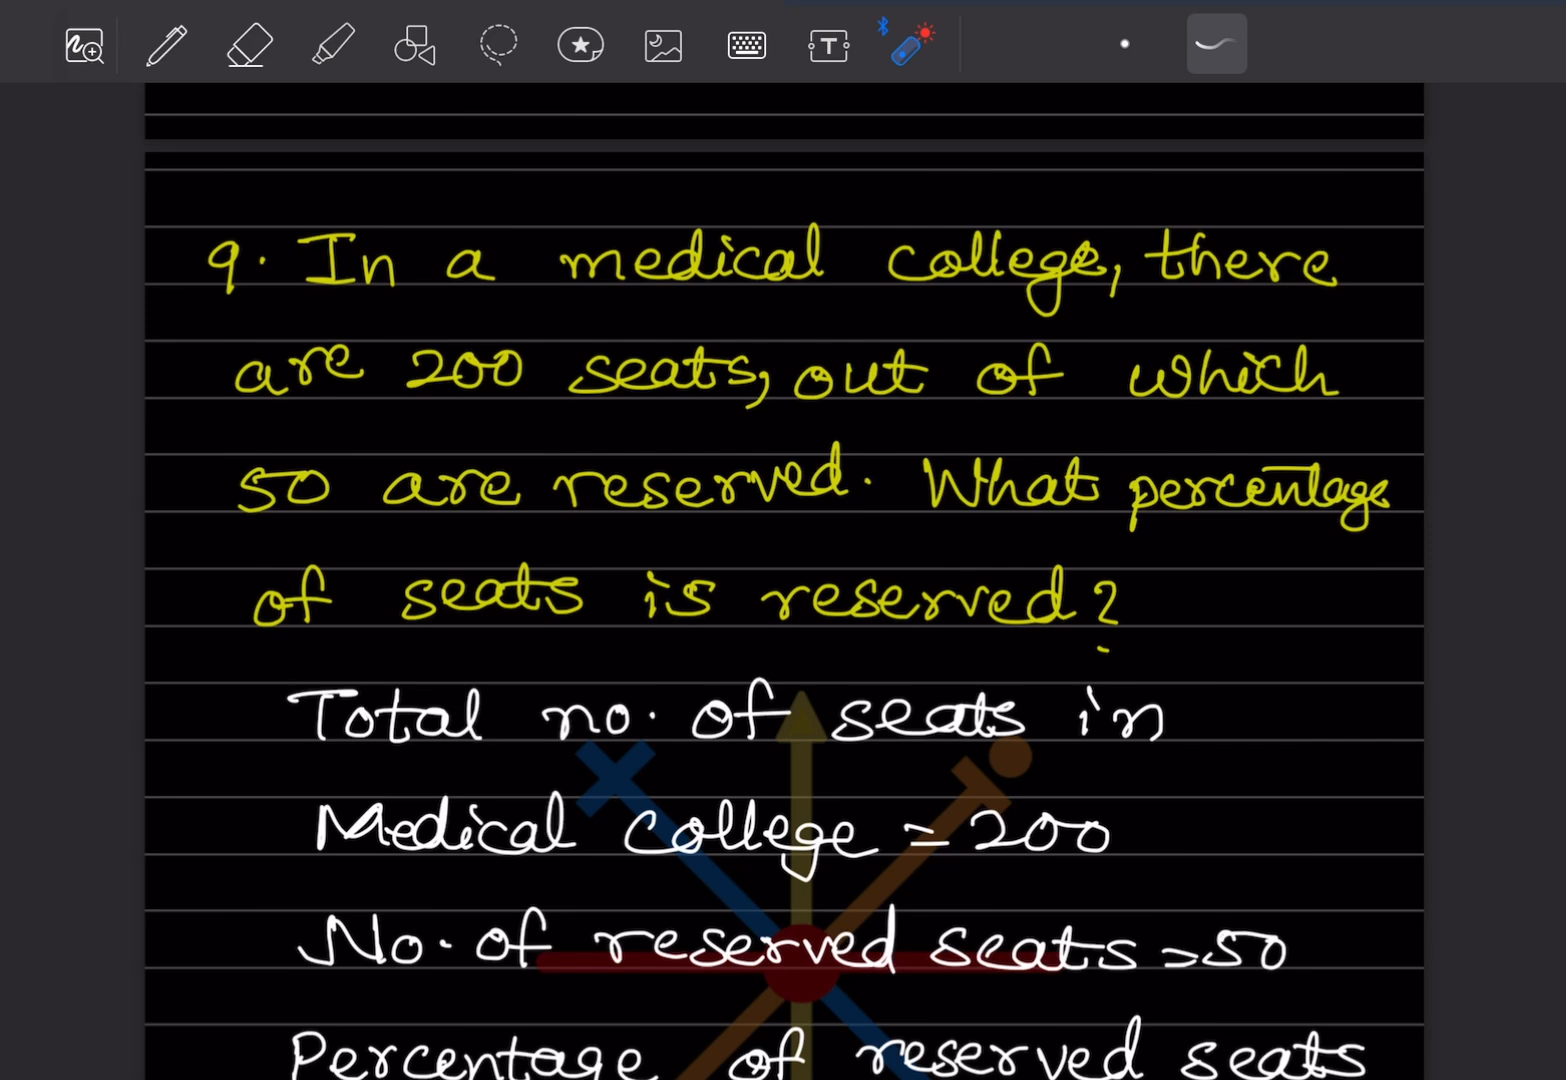 9. In a medical college, there
are 200 seats, out of which
50 are reserved. What percentage
of seats is reserved?
Total no. of seats in
Medical college = 200
No. of reserved seats = 50
Percentage of reserved seats